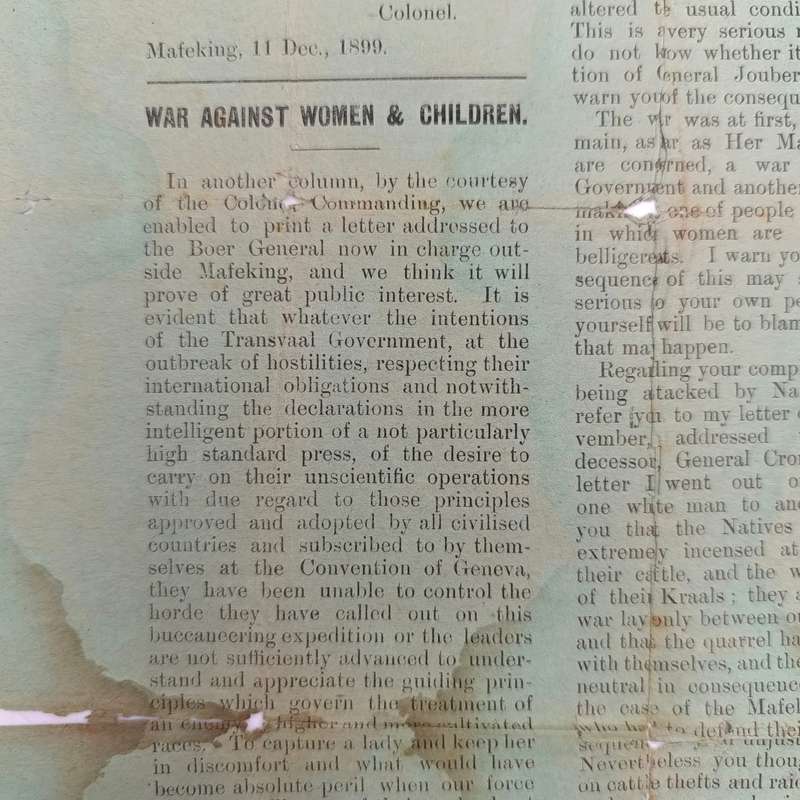 Colonel.
Mafeking, 11 Dec., 1899.
WAR AGAINST WOMEN & CHILDREN.
In another column, by the courtesy
of the Colonel Commanding, we are
enabled to print a letter addressed to
the Boer General now in charge out-
side Mafeking, and we think it will
prove of great public interest. It is
evident that whatever the intentions
of the Transvaal Government, at the
outbreak of hostilities, respecting their
international obligations and notwith-
standing the declarations in the more
intelligent portion of a not particularly
high standard press, of the desire to
carry on their unscientific operations
with due regard to those principles
approved and adopted by all civilised
countries and subscribed to by them-
selves at the Convention of Geneva,
they have been unable to control the
horde they have called out on this
buccaneering expedition or the leaders
are not sufficiently advanced to under-
stand and appreciate the guiding prin-
ciples which govern the treatment of
an higher and more cultivated
races. To capture a lady and keep her
in discomfort and what would have
become absolute peril when our force
altered usual condi
This is a very serious
do not know whether it
tion of General Jouber
warn you of the consequ
The war was at first,
main, as far as Her Ma
are concerned, a war
Government and another
one of people
in which women are
belligerents. I warn yo
sequence of this may
serious to your own pe
yourself will be to blam
that may happen.
Regarding your comp
being attacked by Na
refer you to my letter
vember, addressed
decessor, General Cron
letter I went out o
one white man to an
you that the Natives
extremely incensed at
their cattle, and the w
of their Kraals; they a
war lay only between ou
and that the quarrel ha
with themselves, and the
neutral in consequence
the case of the Mafek
who had to defend thei
sequen
Nevertheless you thoug
on cattle thefts and raid